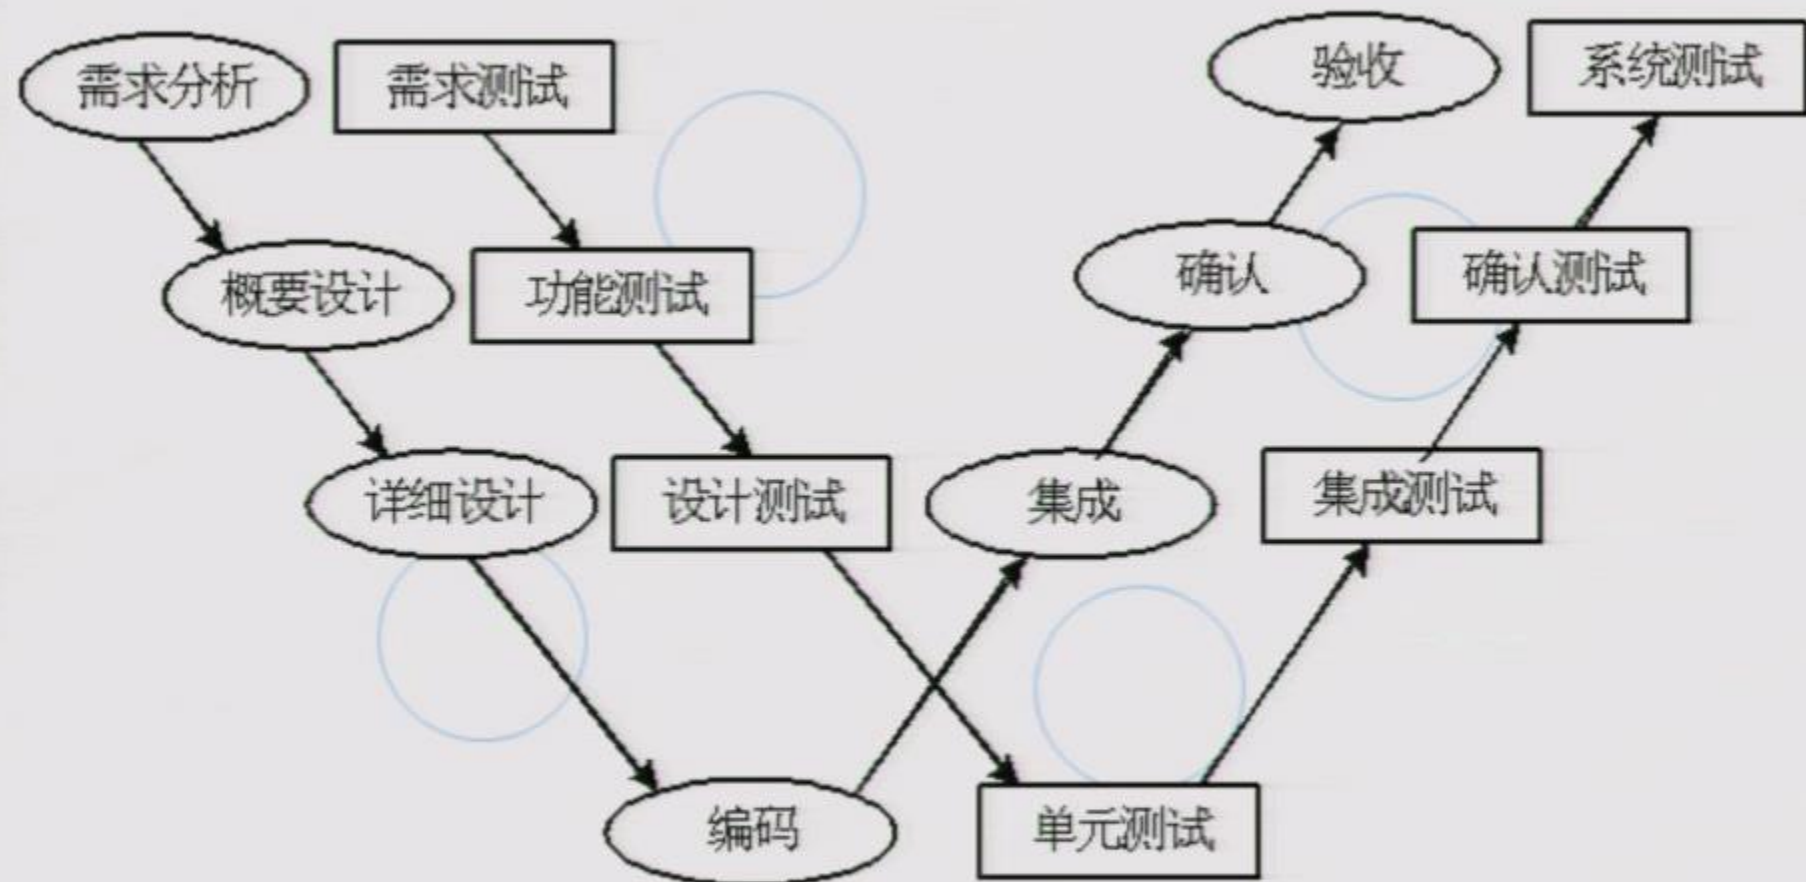 需求分析
需求测试
验收
系统测试
概要设计
功能测试
确认
确认测试
详细设计
设计测试
集成
集成测试
编码
单元测试